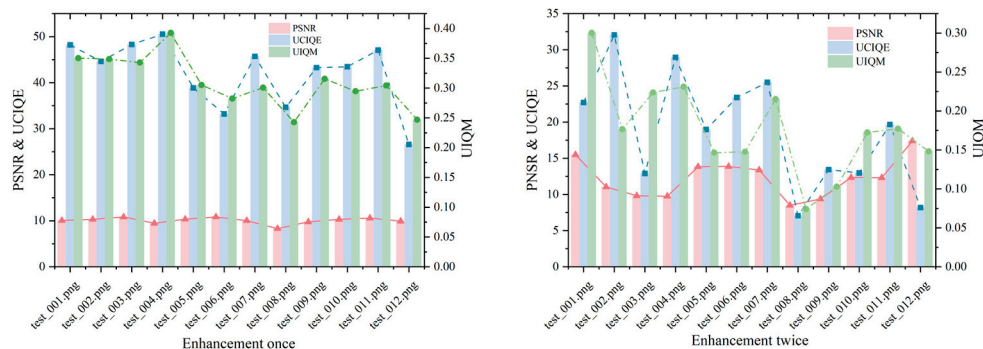 PSNR
UCIQE
UIQM
50
40
30
20
10
0
0.40
0.35
0.30
0.25
0.20
0.15
0.10
0.05
0.00
PSNR & UCIQE
UIQM
test_001.png
test_002.png
test_003.png
test_004.png
test_005.png
test_006.png
test_007.png
test_008.png
test_009.png
test_010.png
test_011.png
test_012.png
Enhancement once
PSNR
UCIQE
UIQM
35
30
25
20
15
10
5
0
0.30
0.25
0.20
0.15
0.10
0.05
0.00
PNSR & UCIQE
UIQM
test_001.png
test_002.png
test_003.png
test_004.png
test_005.png
test_006.png
test_007.png
test_008.png
test_009.png
test_010.png
test_011.png
test_012.png
Enhancement twice